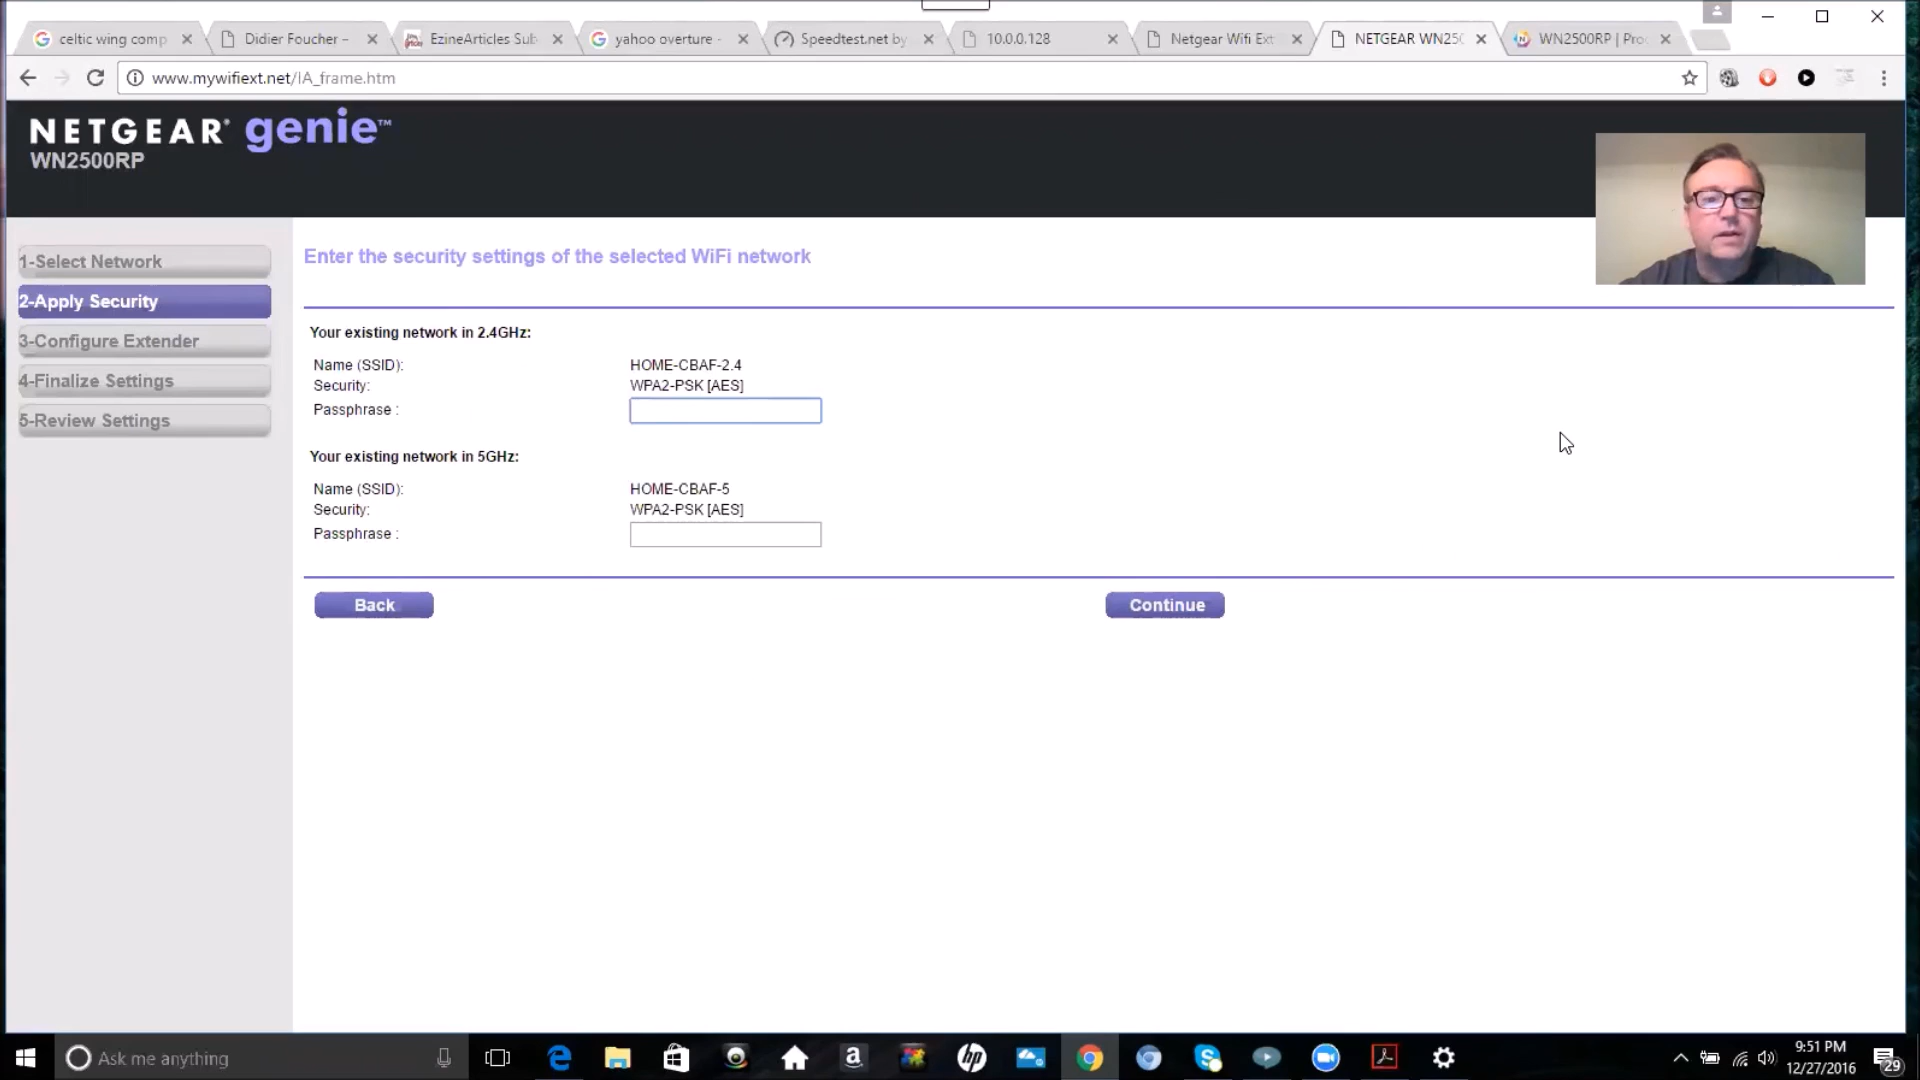 celtic wing comp
Didier Foucher –
EzineArticles Sub
yahoo overture -
Speedtest.net by
10.0.0.128
Netgear Wifi Ext
NETGEAR WN250
WN2500RP | Pro
www.mywifiext.net/IA_frame.htm
NETGEAR® genie™
WN2500RP
1-Select Network
2-Apply Security
3-Configure Extender
4-Finalize Settings
5-Review Settings
Enter the security settings of the selected WiFi network
Your existing network in 2.4GHz:
Name (SSID): HOME-CBAF-2.4
Security: WPA2-PSK [AES]
Passphrase :
Your existing network in 5GHz:
Name (SSID): HOME-CBAF-5
Security: WPA2-PSK [AES]
Passphrase :
Back
Continue
Ask me anything
9:51 PM
12/27/2016
29